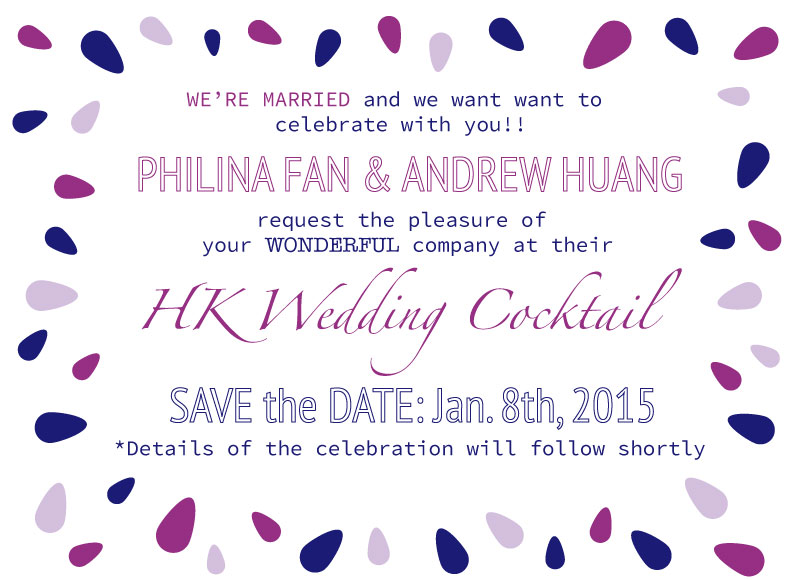 WE’RE MARRIED and we want want to
celebrate with you!!
PHILINA FAN & ANDREW HUANG
request the pleasure of
your WONDERFUL company at their
HK Wedding Cocktail
SAVE the DATE: Jan. 8th, 2015
*Details of the celebration will follow shortly